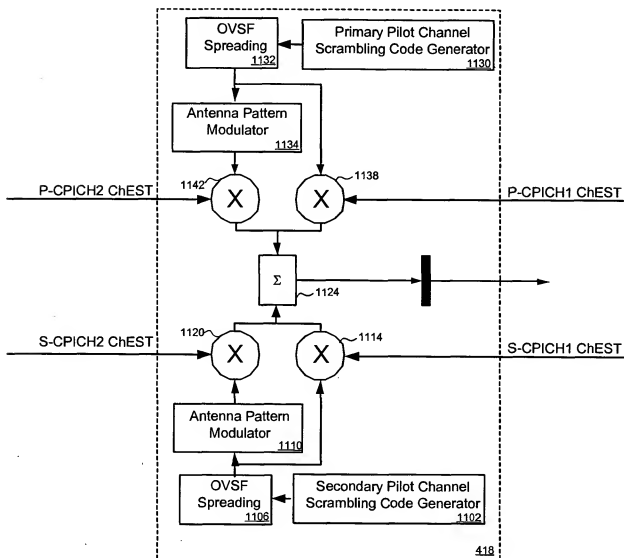 OVSF
Spreading
1132
Primary Pilot Channel
Scrambling Code Generator
1130
Antenna Pattern
Modulator
1134
1142
1138
X
X
P-CPICH2 ChEST
P-CPICH1 ChEST
Σ
1124
1120
1114
X
X
S-CPICH2 ChEST
S-CPICH1 ChEST
Antenna Pattern
Modulator
1110
OVSF
Spreading
1106
Secondary Pilot Channel
Scrambling Code Generator
1102
418